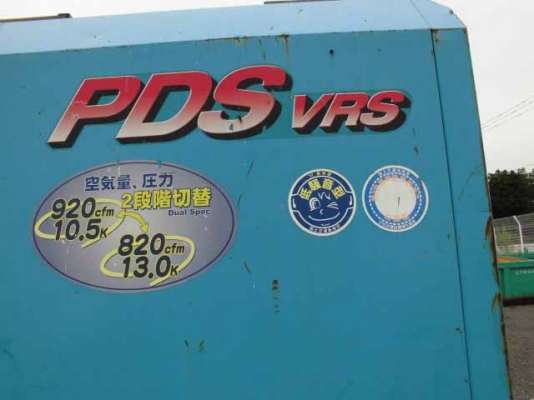 PDS VRS
空気量、圧力
2段階切替
Dual Spec
920cfm
10.5K
820cfm
13.0K
低騒音型